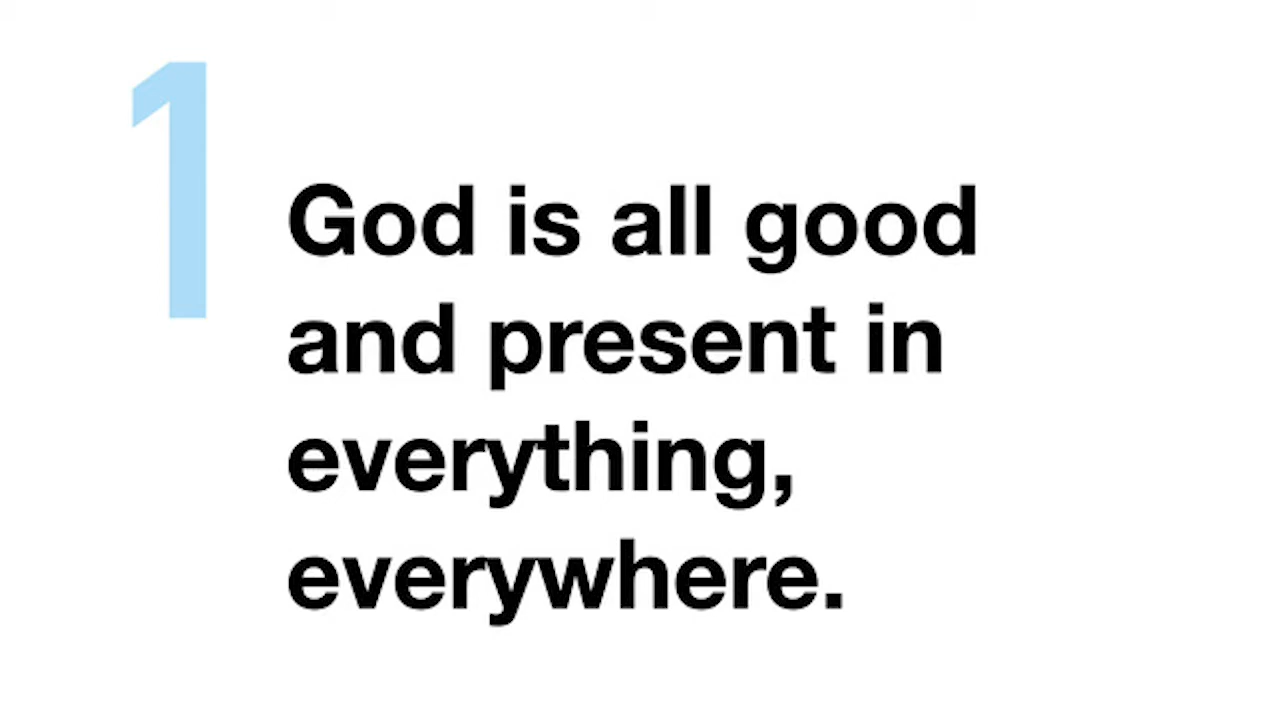 1
God is all good
and present in
everything,
everywhere.